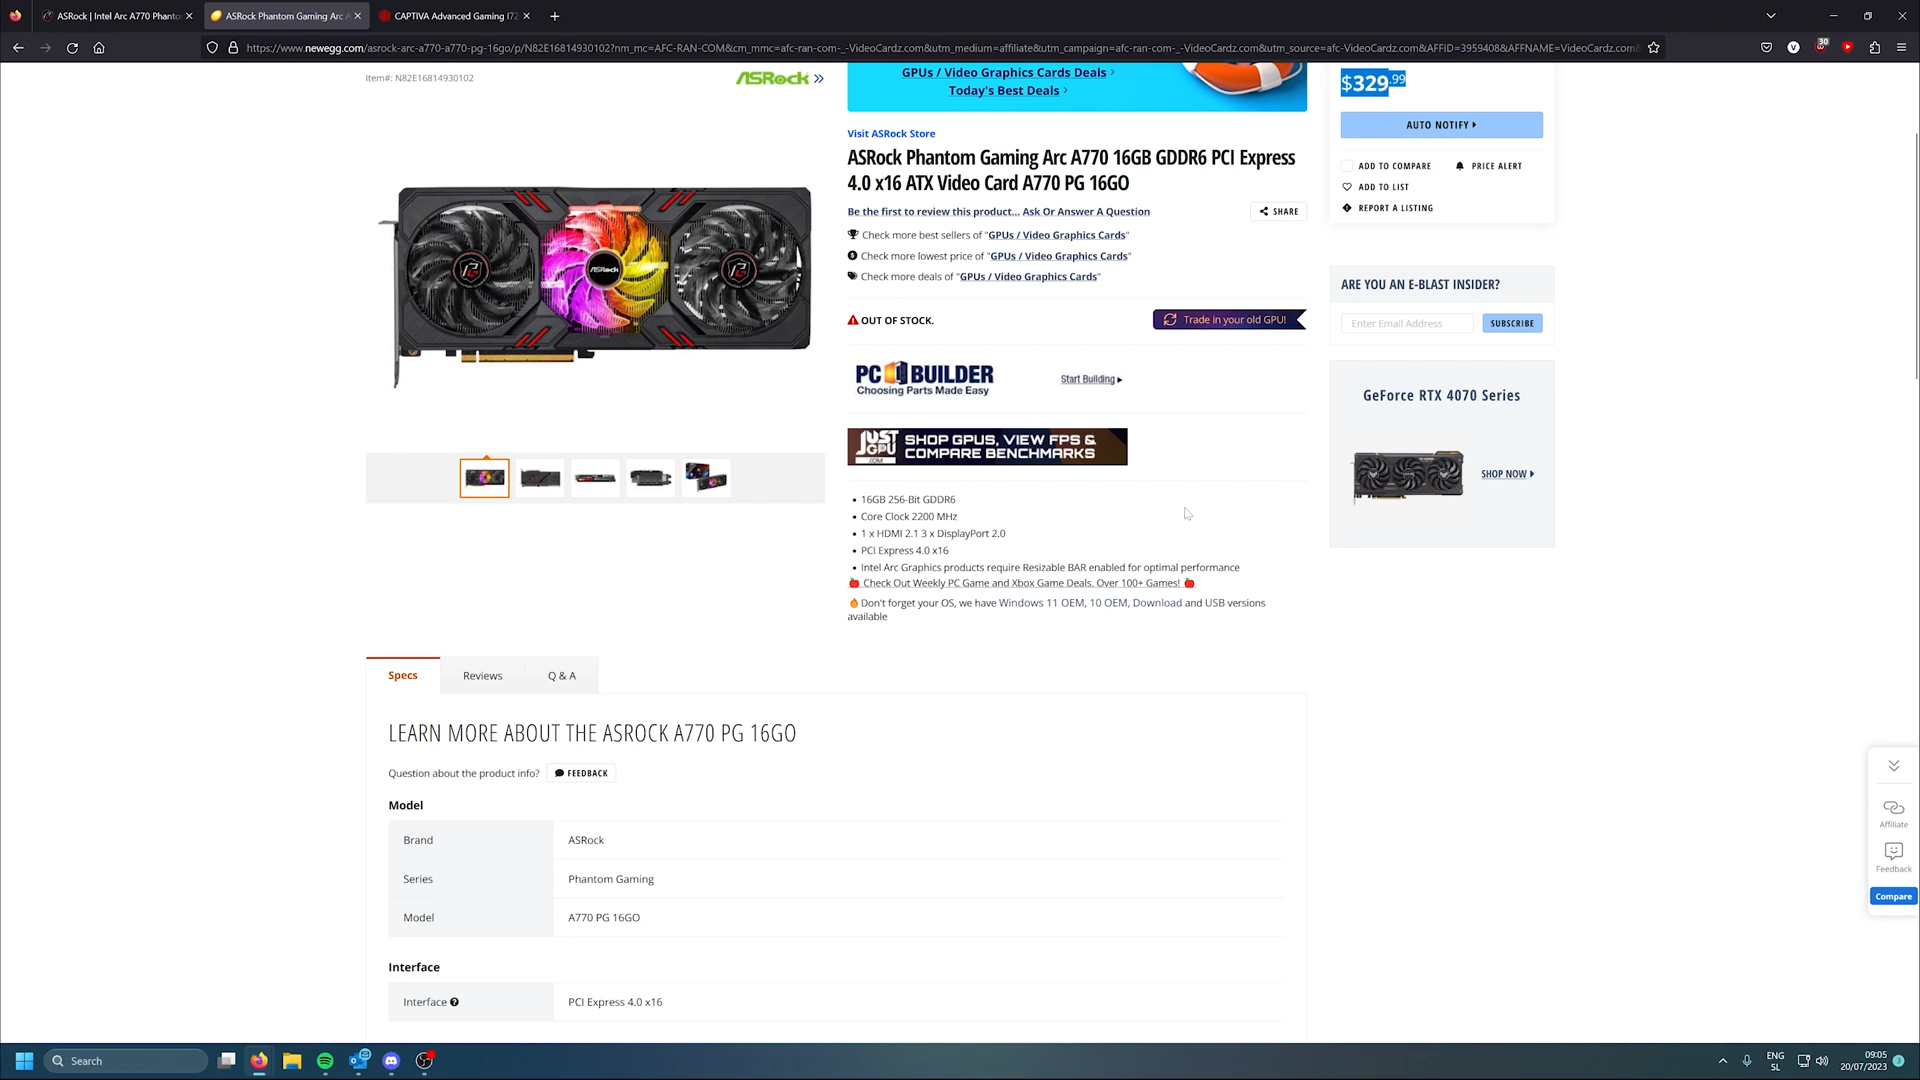 ASRock | Intel Arc A770 Phanto
ASRock Phantom Gaming Arc A
CAPTIVA Advanced Gaming I72
https://www.newegg.com/asrock-arc-a770-a770-pg-16go/p/N82E16814930102?nm_mc=AFC-RAN-COM&cm_mmc=afc-ran-com-_-VideoCardz.com&utm_medium=affiliate&utm_campaign=afc-ran-com-_-VideoCardz.com&utm_source=afc-VideoCardz.com&AFFID=3959408&AFFNAME=VideoCardz.com
30
Item#: N82E16814930102
ASRock
GPUs / Video Graphics Cards Deals
Today's Best Deals
$329.99
AUTO NOTIFY
ADD TO COMPARE
PRICE ALERT
ADD TO LIST
REPORT A LISTING
Visit ASRock Store
ASRock Phantom Gaming Arc A770 16GB GDDR6 PCI Express
4.0 x16 ATX Video Card A770 PG 16GO
Be the first to review this product... Ask Or Answer A Question
SHARE
Check more best sellers of "GPUs / Video Graphics Cards"
Check more lowest price of "GPUs / Video Graphics Cards"
Check more deals of "GPUs / Video Graphics Cards"
OUT OF STOCK.
Trade in your old GPU!
ARE YOU AN E-BLAST INSIDER?
Enter Email Address
SUBSCRIBE
ASRock
PC BUILDER
Choosing Parts Made Easy
Start Building
GeForce RTX 4070 Series
SHOP NOW
JUST
GPU
.COM
SHOP GPUS, VIEW FPS &
COMPARE BENCHMARKS
• 16GB 256-Bit GDDR6
• Core Clock 2200 MHz
• 1 x HDMI 2.1 3 x DisplayPort 2.0
• PCI Express 4.0 x16
• Intel Arc Graphics products require Resizable BAR enabled for optimal performance
Check Out Weekly PC Game and Xbox Game Deals. Over 100+ Games!
Don't forget your OS, we have Windows 11 OEM, 10 OEM, Download and USB versions
available
Specs
Reviews
Q & A
LEARN MORE ABOUT THE ASROCK A770 PG 16GO
Question about the product info?
FEEDBACK
Model
Brand
ASRock
Series
Phantom Gaming
Model
A770 PG 16GO
Interface
Interface
PCI Express 4.0 x16
Affiliate
Feedback
Compare
Search
ENG
SL
09:05
20/07/2023
3